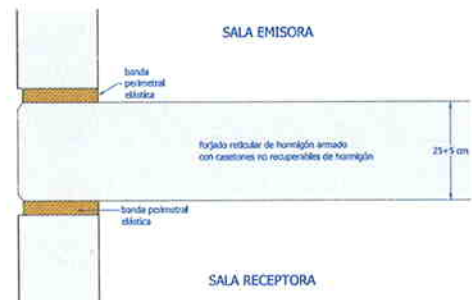 SALA EMISORA
banda
perimetral
elástica
forjado reticular de hormigón armado
con casetones no recuperables de hormigón
25+5 cm
banda perimetral
elástica
SALA RECEPTORA